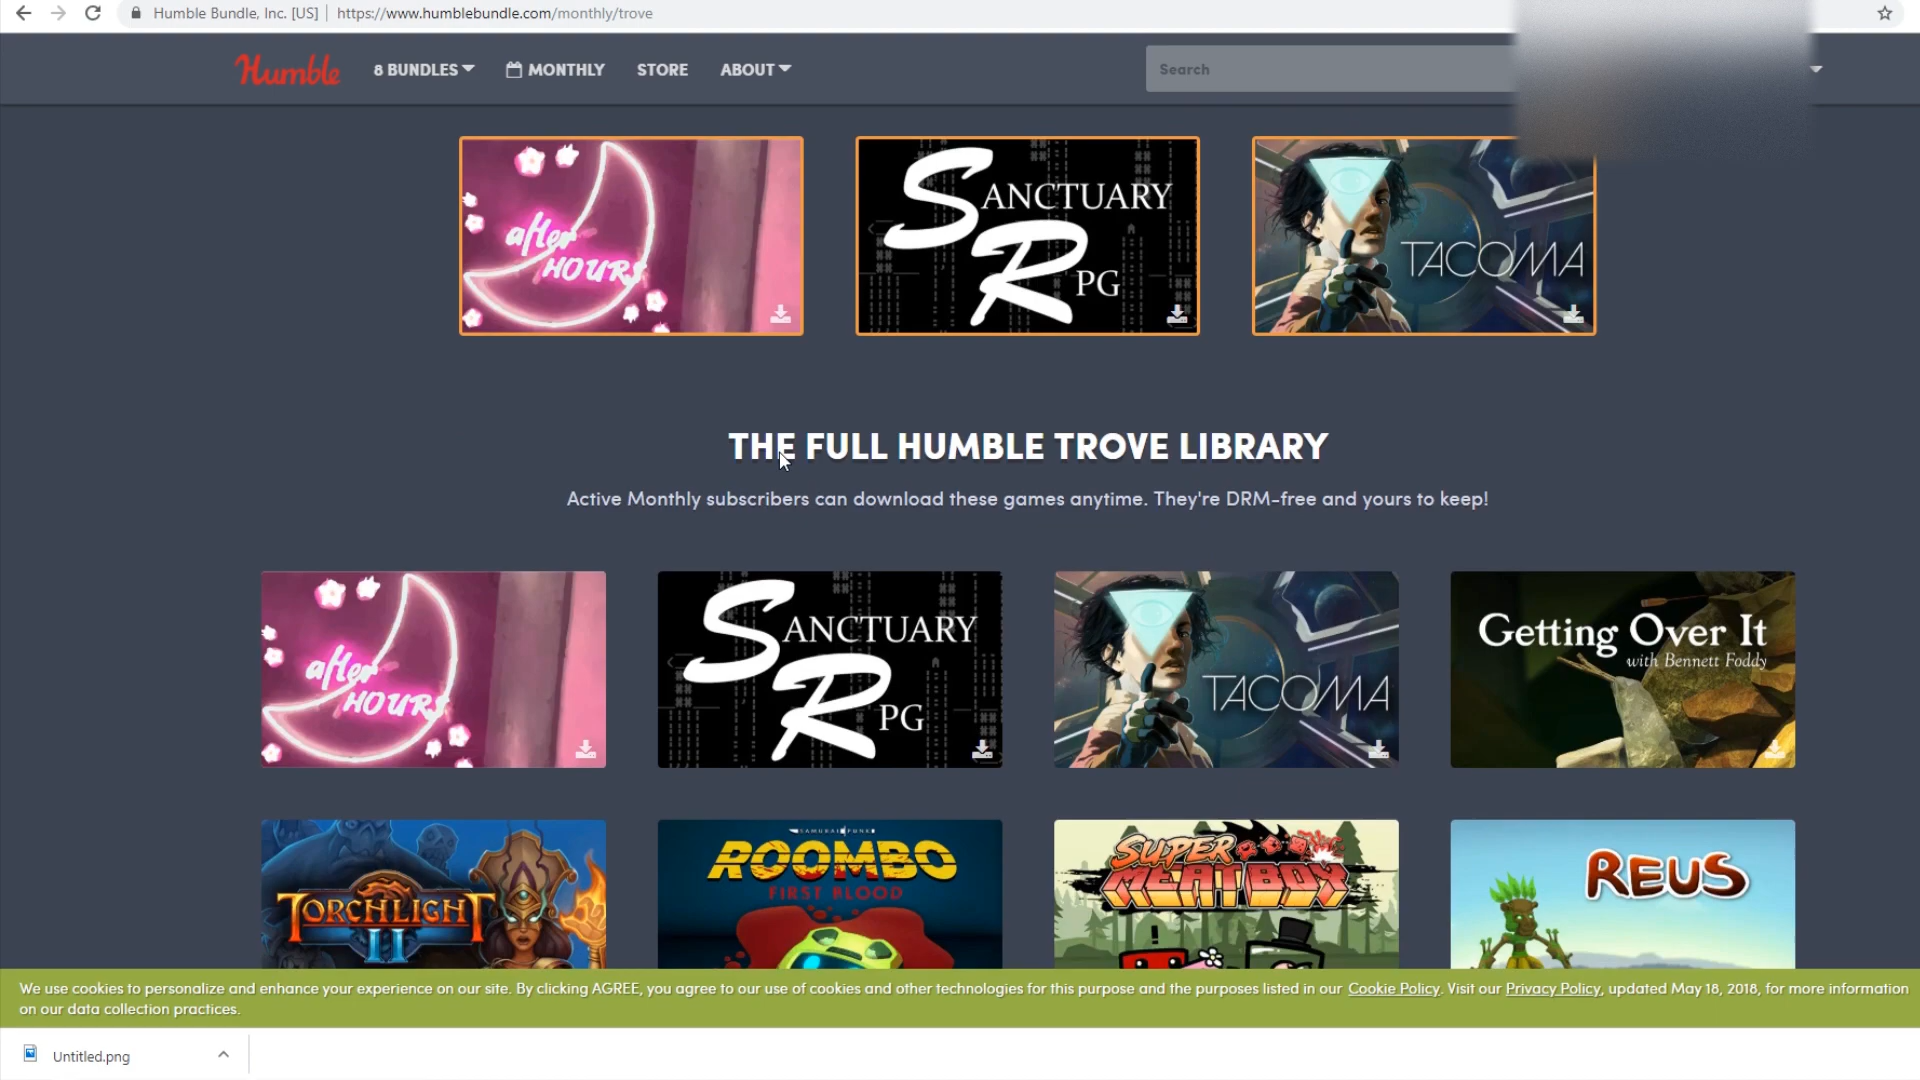 Humble Bundle, Inc. [US] | https://www.humblebundle.com/monthly/trove
Humble 8 BUNDLES MONTHLY STORE ABOUT Search
after HOURS
SANCTUARY RPG
TACOMA
THE FULL HUMBLE TROVE LIBRARY
Active Monthly subscribers can download these games anytime. They're DRM-free and yours to keep!
after HOURS
SANCTUARY RPG
TACOMA
Getting Over It
with Bennett Foddy
TORCHLIGHT II
SAMURAI PUNK
ROOMBO
FIRST BLOOD
SUPER
MEAT BOY
REUS
We use cookies to personalize and enhance your experience on our site. By clicking AGREE, you agree to our use of cookies and other technologies for this purpose and the purposes listed in our Cookie Policy. Visit our Privacy Policy, updated May 18, 2018, for more information
on our data collection practices.
Untitled.png